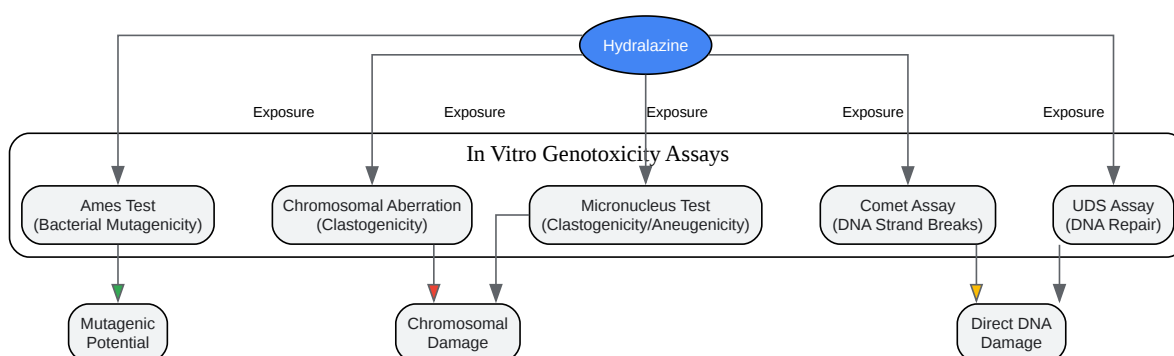 Hydralazine
Exposure
Exposure
Exposure
Exposure
Exposure
In Vitro Genotoxicity Assays
Ames Test
(Bacterial Mutagenicity)
Chromosomal Aberration
(Clastogenicity)
Micronucleus Test
(Clastogenicity/Aneugenicity)
Comet Assay
(DNA Strand Breaks)
UDS Assay
(DNA Repair)
Mutagenic
Potential
Chromosomal
Damage
Direct DNA
Damage